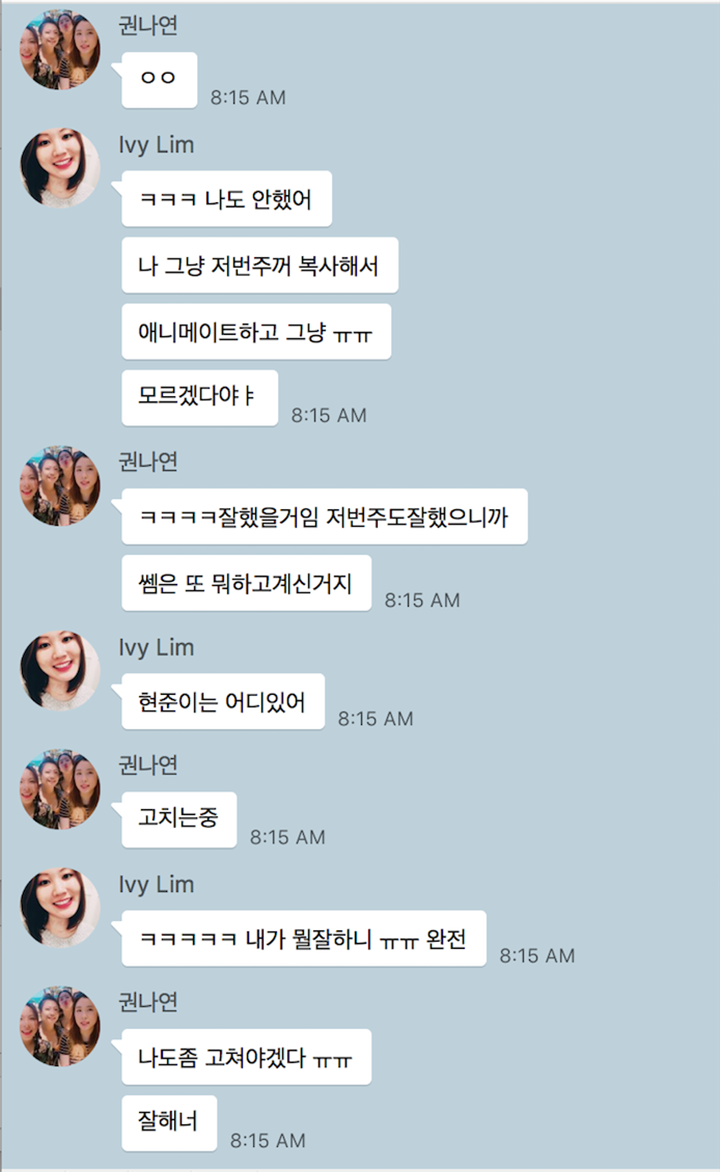 권나연
ㅇㅇ
8:15 AM
Ivy Lim
ㅋㅋㅋ 나도 안했어
나 그냥 저번주꺼 복사해서
애니메이트하고 그냥 ㅠㅠ
모르겠다야ㅑ
8:15 AM
권나연
ㅋㅋㅋㅋ잘했을거임 저번주도잘했으니까
쎔은 또 뭐하고계신거지
8:15 AM
Ivy Lim
현준이는 어디있어
8:15 AM
권나연
고치는중
8:15 AM
Ivy Lim
ㅋㅋㅋㅋㅋ 내가 뭘잘하니 ㅠㅠ 완전
8:15 AM
권나연
나도좀 고쳐야겠다 ㅠㅠ
잘해너
8:15 AM